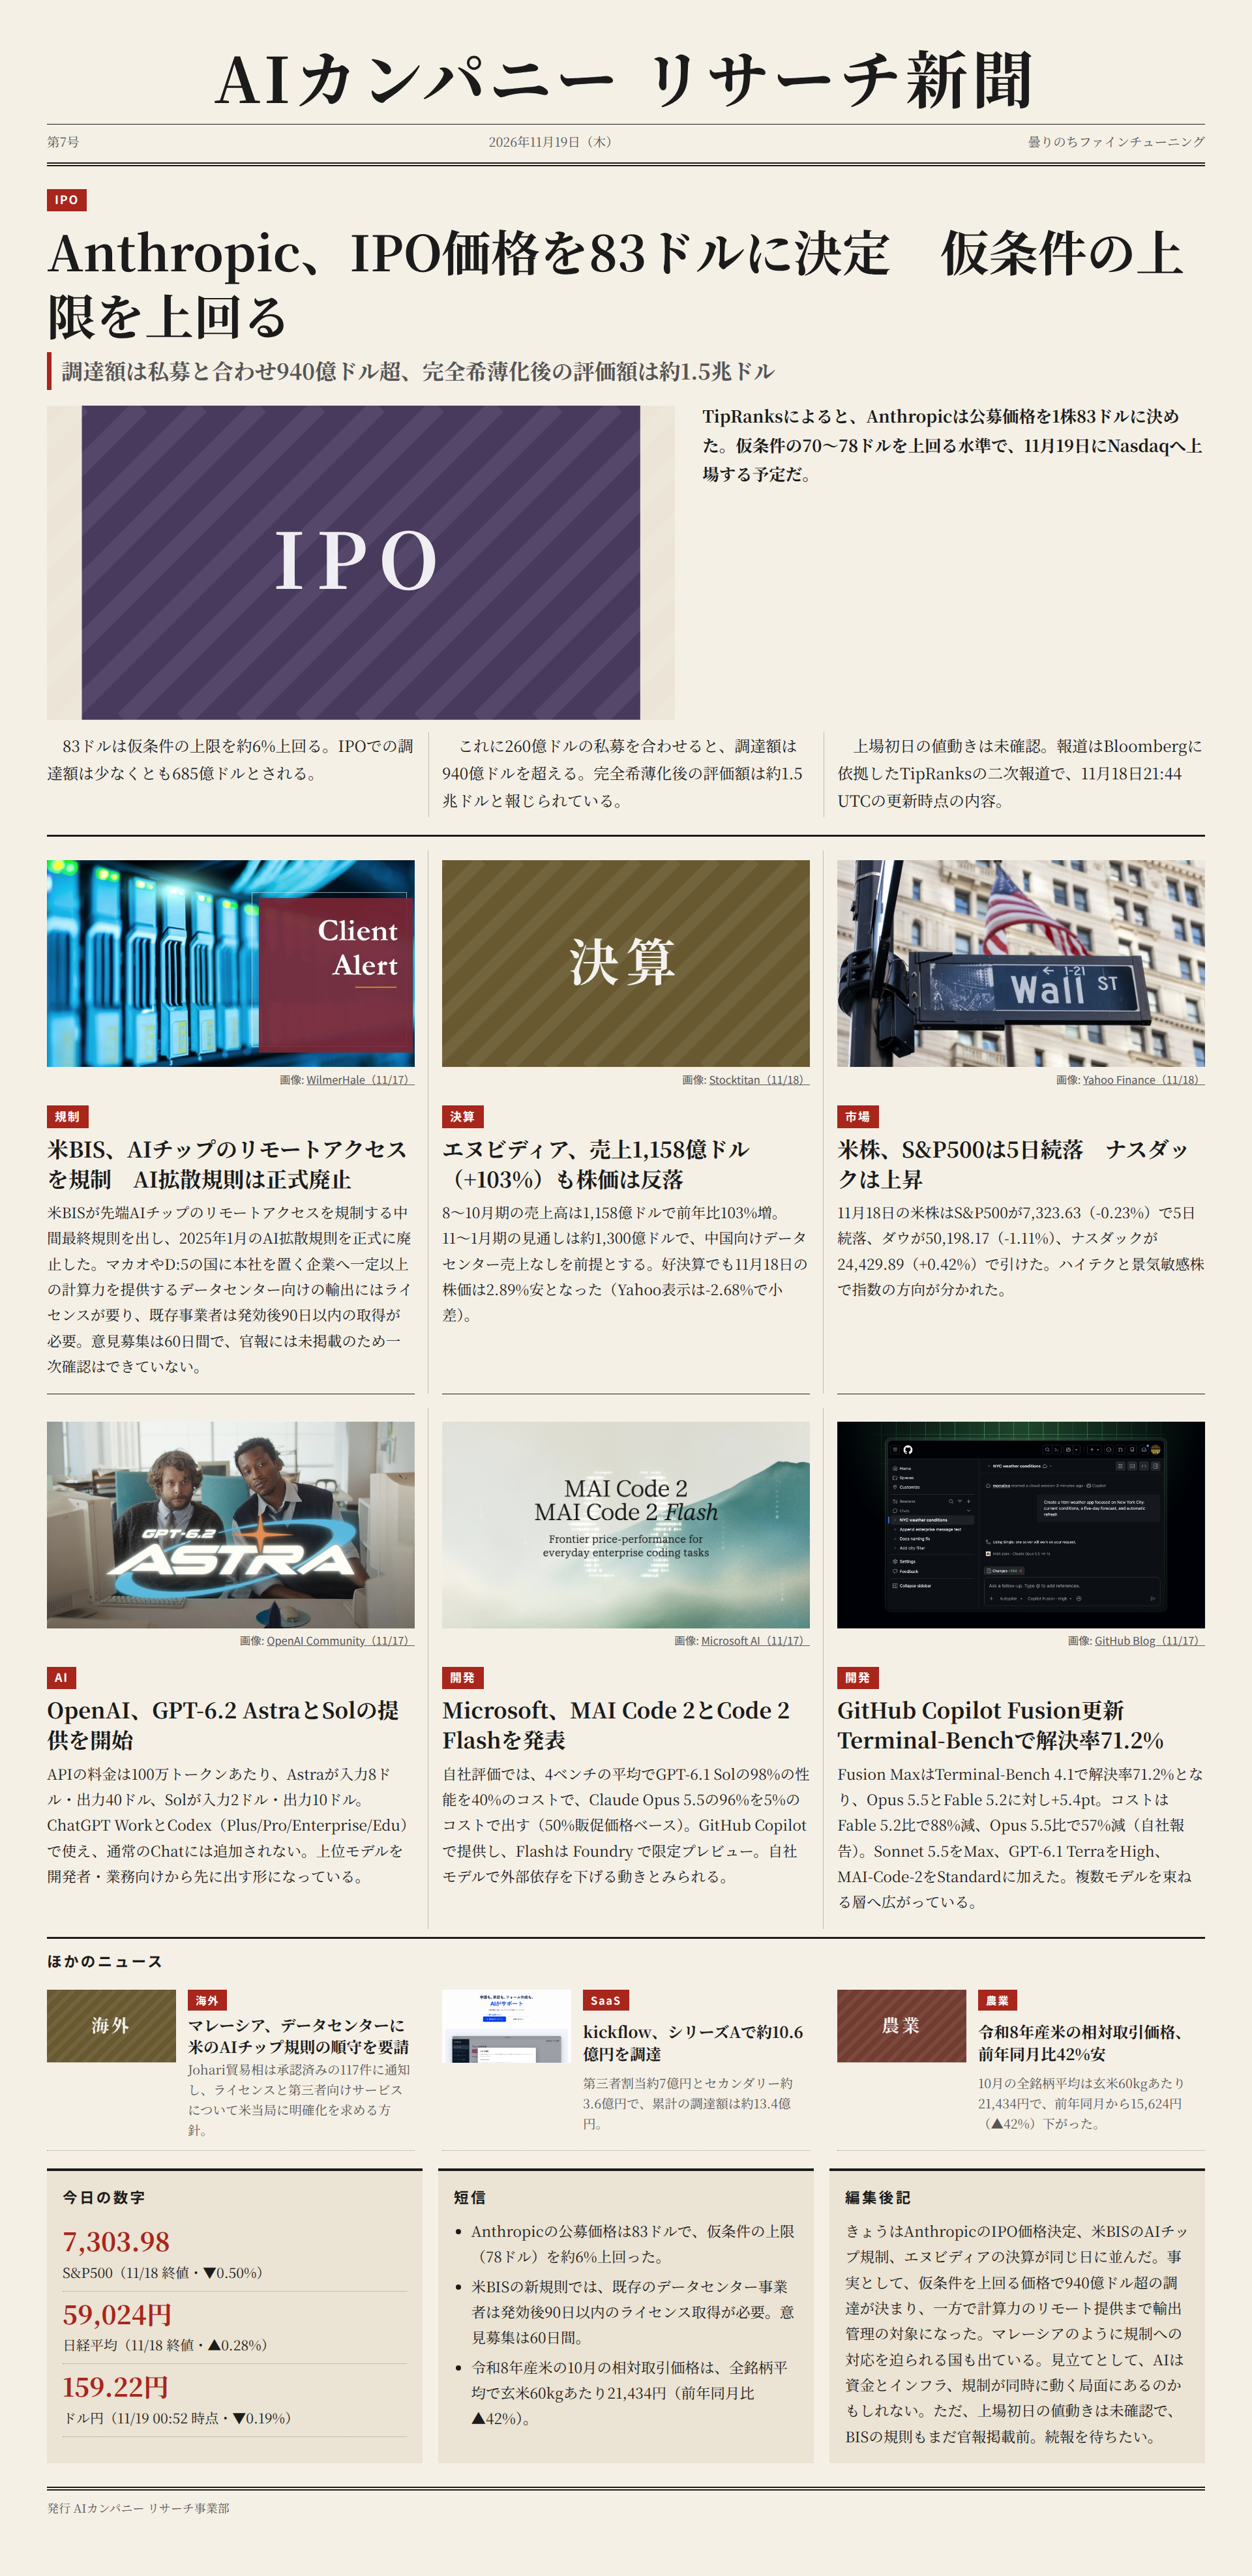 AIカンパニー リサーチ新聞
第7号
2026年11月19日（木）
曇りのちファインチューニング
IPO
Anthropic、IPO価格を83ドルに決定　仮条件の上
限を上回る
調達額は私募と合わせ940億ドル超、完全希薄化後の評価額は約1.5兆ドル
IPO
TipRanksによると、Anthropicは公募価格を1株83ドルに決め
た。仮条件の70〜78ドルを上回る水準で、11月19日にNasdaqへ上
場する予定だ。
83ドルは仮条件の上限を約6%上回る。IPOでの調
達額は少なくとも685億ドルとされる。
これに260億ドルの私募を合わせると、調達額は
940億ドルを超える。完全希薄化後の評価額は約1.5
兆ドルと報じられている。
上場初日の値動きは未確認。報道はBloombergに
依拠したTipRanksの二次報道で、11月18日21:44
UTCの更新時点の内容。
Client
Alert
画像: WilmerHale（11/17）
規制
米BIS、AIチップのリモートアクセス
を規制　AI拡散規則は正式廃止
米BISが先端AIチップのリモートアクセスを規制する中
間最終規則を出し、2025年1月のAI拡散規則を正式に廃
止した。マカオやD:5の国に本社を置く企業へ一定以上
の計算力を提供するデータセンター向けの輸出にはライ
センスが要り、既存事業者は発効後90日以内の取得が
必要。意見募集は60日間で、官報には未掲載のため一
次確認はできていない。
決算
画像: Stocktitan（11/18）
決算
エヌビディア、売上1,158億ドル
（+103%）も株価は反落
8〜10月期の売上高は1,158億ドルで前年比103%増。
11〜1月期の見通しは約1,300億ドルで、中国向けデータ
センター売上なしを前提とする。好決算でも11月18日の
株価は2.89%安となった（Yahoo表示は-2.68%で小
差）。
Wall ST
1-21
画像: Yahoo Finance（11/18）
市場
米株、S&P500は5日続落　ナスダッ
クは上昇
11月18日の米株はS&P500が7,323.63（-0.23%）で5日
続落、ダウが50,198.17（-1.11%）、ナスダックが
24,429.89（+0.42%）で引けた。ハイテクと景気敏感株
で指数の方向が分かれた。
GPT-6.2
ASTRA
画像: OpenAI Community（11/17）
AI
OpenAI、GPT-6.2 AstraとSolの提
供を開始
APIの料金は100万トークンあたり、Astraが入力8ド
ル・出力40ドル、Solが入力2ドル・出力10ドル。
ChatGPT WorkとCodex（Plus/Pro/Enterprise/Edu）
で使え、通常のChatには追加されない。上位モデルを
開発者・業務向けから先に出す形になっている。
MAI Code 2
MAI Code 2 Flash
Frontier price-performance for
everyday enterprise coding tasks
画像: Microsoft AI（11/17）
開発
Microsoft、MAI Code 2とCode 2
Flashを発表
自社評価では、4ベンチの平均でGPT-6.1 Solの98%の性
能を40%のコストで、Claude Opus 5.5の96%を5%の
コストで出す（50%販促価格ベース）。GitHub Copilot
で提供し、Flashは Foundry で限定プレビュー。自社
モデルで外部依存を下げる動きとみられる。
NYC weather conditions
Home
Spaces
Customize
NYC weather conditions
Settings
Feedback
Collapse sidebar
画像: GitHub Blog（11/17）
開発
GitHub Copilot Fusion更新
Terminal-Benchで解決率71.2%
Fusion MaxはTerminal-Bench 4.1で解決率71.2%とな
り、Opus 5.5とFable 5.2に対し+5.4pt。コストは
Fable 5.2比で88%減、Opus 5.5比で57%減（自社報
告）。Sonnet 5.5をMax、GPT-6.1 TerraをHigh、
MAI-Code-2をStandardに加えた。複数モデルを束ね
る層へ広がっている。
ほかのニュース
海外
海外
マレーシア、データセンターに
米のAIチップ規則の順守を要請
Johari貿易相は承認済みの117件に通知
し、ライセンスと第三者向けサービス
について米当局に明確化を求める方
針。
AIがサポート
SaaS
kickflow、シリーズAで約10.6
億円を調達
第三者割当約7億円とセカンダリー約
3.6億円で、累計の調達額は約13.4億
円。
農業
農業
令和8年産米の相対取引価格、
前年同月比42%安
10月の全銘柄平均は玄米60kgあたり
21,434円で、前年同月から15,624円
（▲42%）下がった。
今日の数字
7,303.98
S&P500（11/18 終値・▼0.50%）
59,024円
日経平均（11/18 終値・▲0.28%）
159.22円
ドル円（11/19 00:52 時点・▼0.19%）
短信
Anthropicの公募価格は83ドルで、仮条件の上限
（78ドル）を約6%上回った。
米BISの新規則では、既存のデータセンター事業
者は発効後90日以内のライセンス取得が必要。意
見募集は60日間。
令和8年産米の10月の相対取引価格は、全銘柄平
均で玄米60kgあたり21,434円（前年同月比
▲42%）。
編集後記
きょうはAnthropicのIPO価格決定、米BISのAIチッ
プ規制、エヌビディアの決算が同じ日に並んだ。事
実として、仮条件を上回る価格で940億ドル超の調
達が決まり、一方で計算力のリモート提供まで輸出
管理の対象になった。マレーシアのように規制への
対応を迫られる国も出ている。見立てとして、AIは
資金とインフラ、規制が同時に動く局面にあるのか
もしれない。ただ、上場初日の値動きは未確認で、
BISの規則もまだ官報掲載前。続報を待ちたい。
発行 AIカンパニー リサーチ事業部